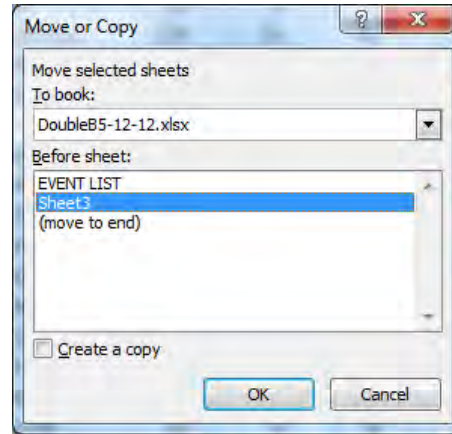 Move or Copy
Move selected sheets
To book:
DoubleB5-12-12.xlsx
Before sheet:
EVENT LIST
Sheet3
(move to end)
Create a copy
OK Cancel